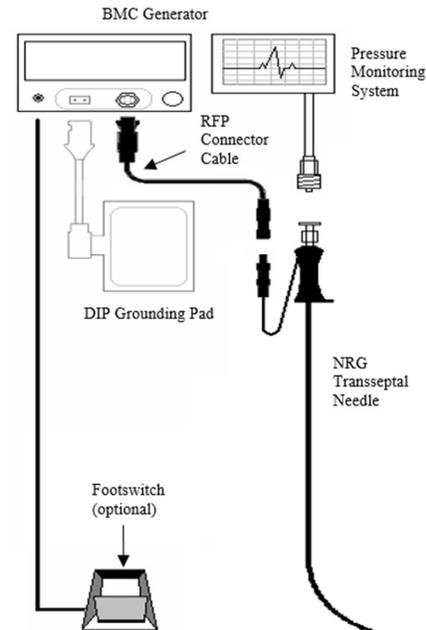 BMC Generator
Pressure
Monitoring
System
RFP
Connector
Cable
DIP Grounding Pad
NRG
Transseptal
Needle
Footswitch
(optional)